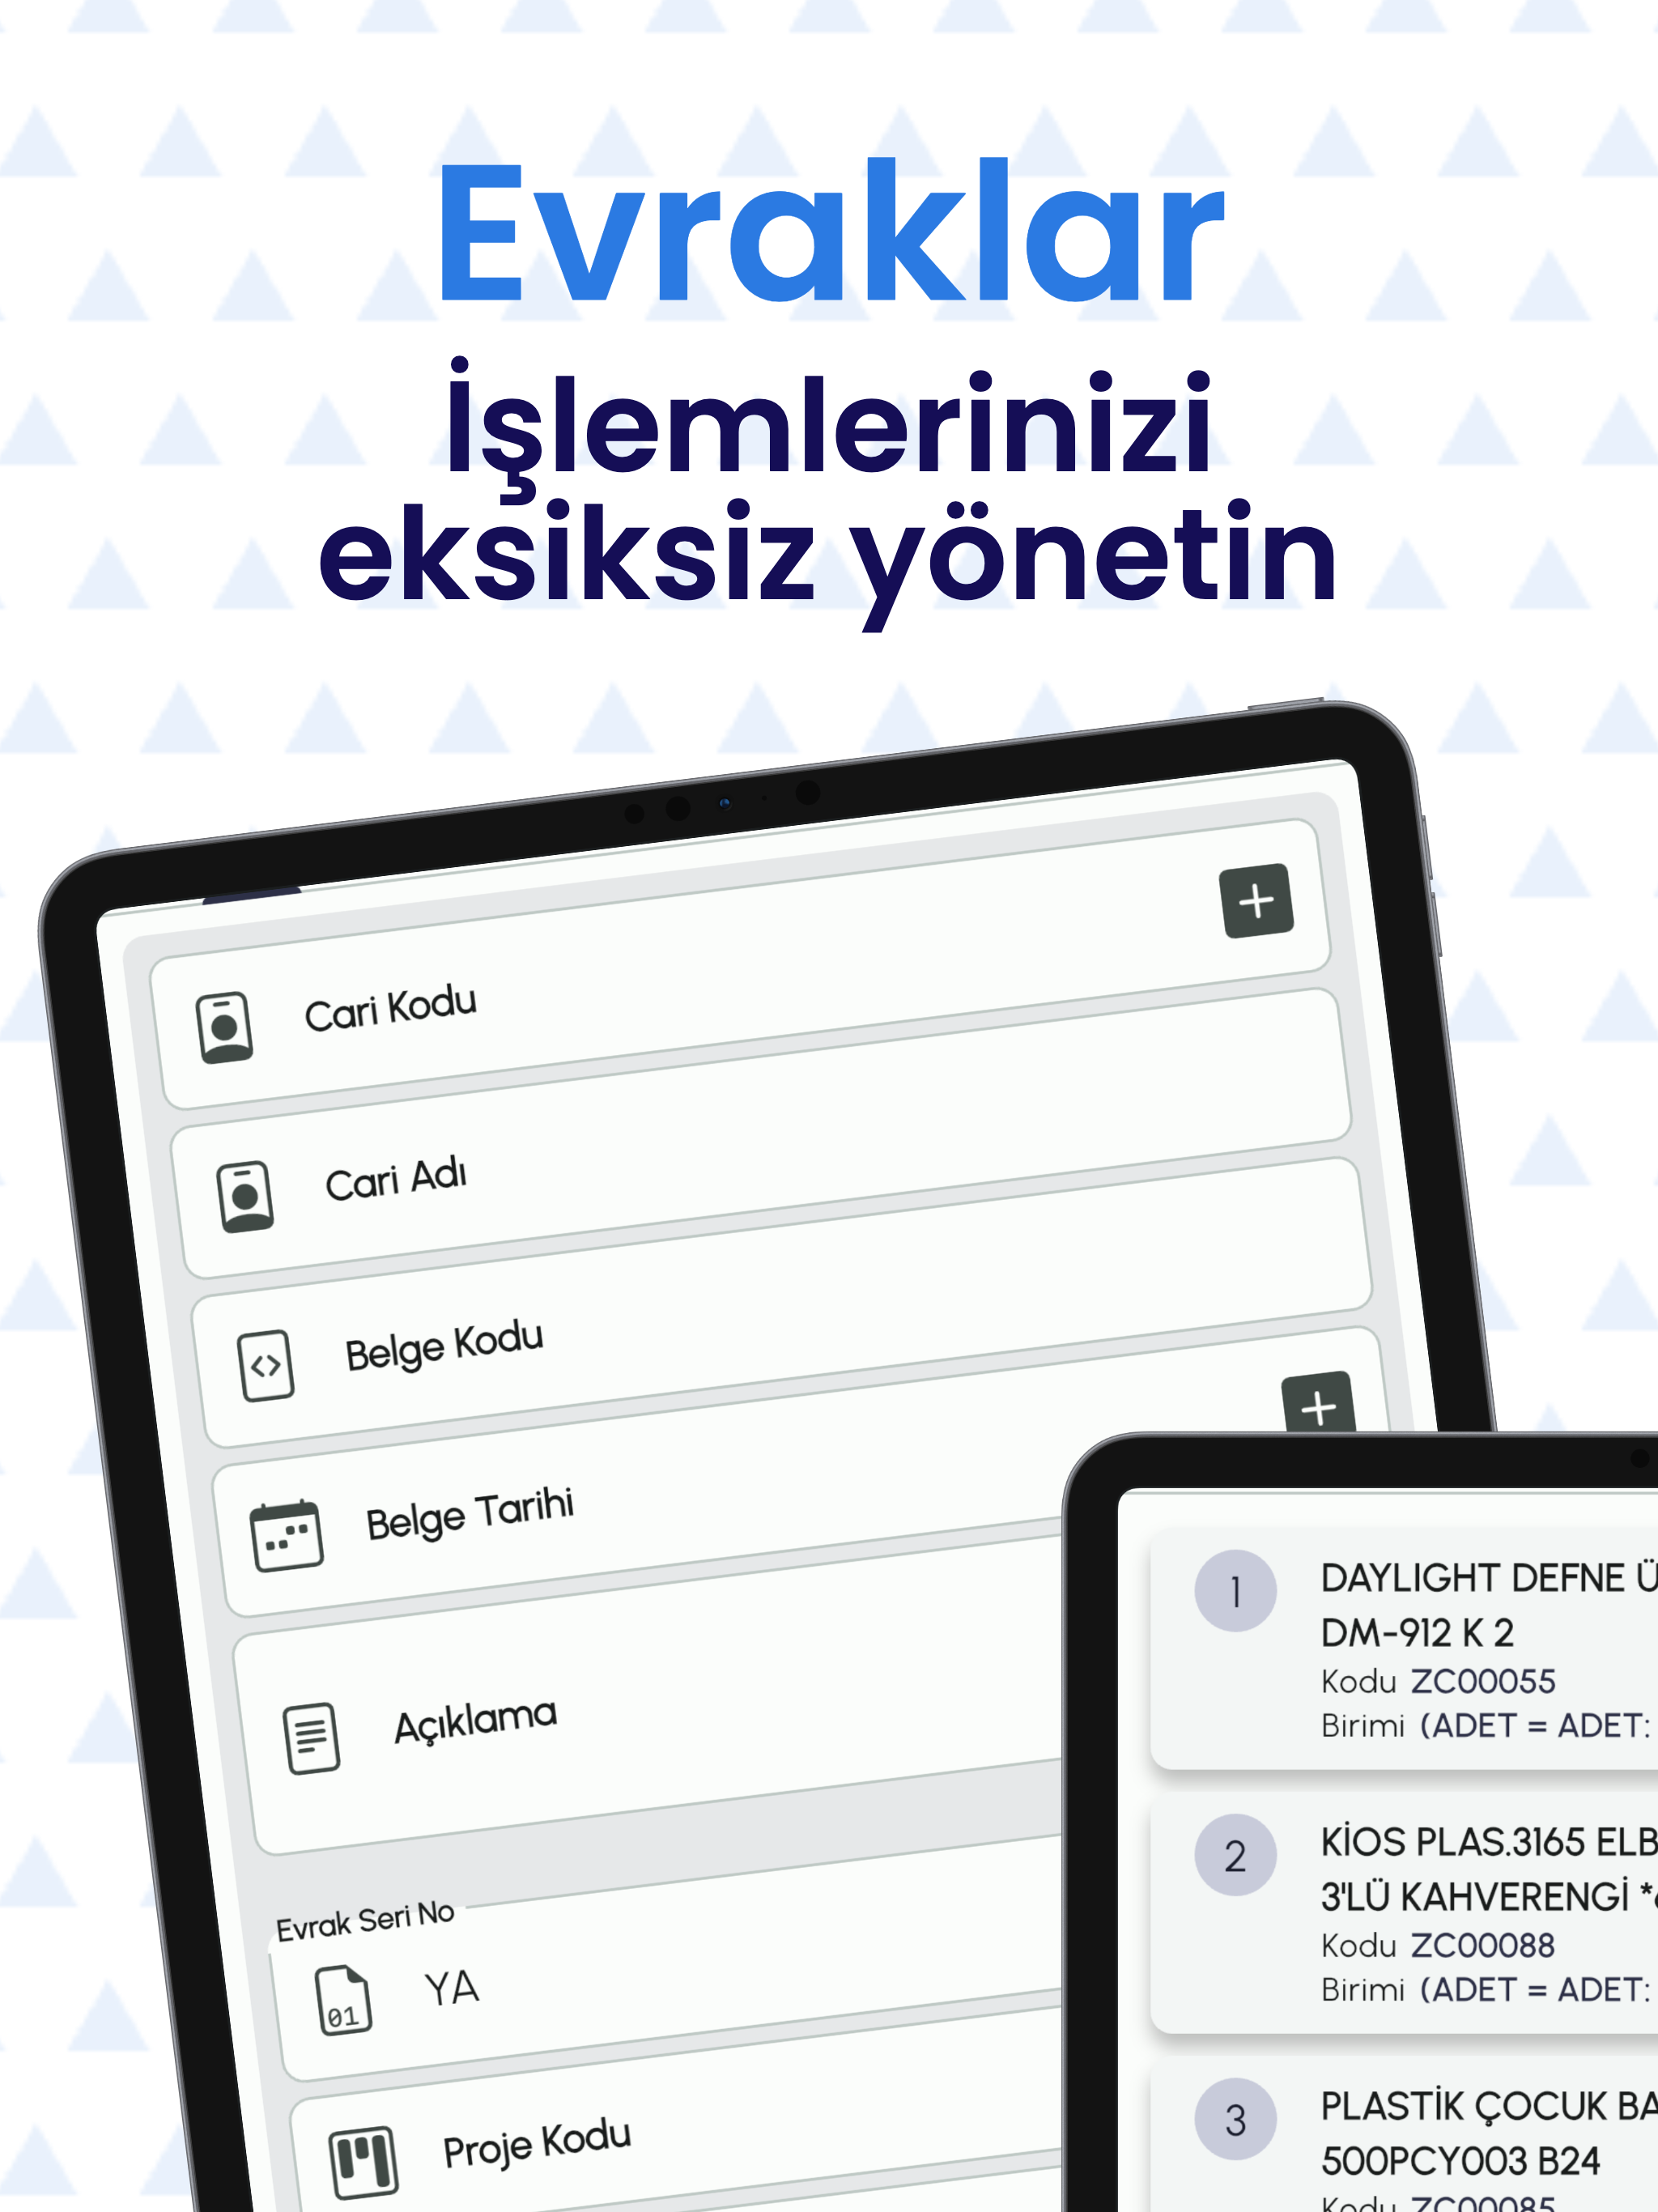 Evraklar
İşlemlerinizi
eksiksiz yönetin
Cari Kodu
Cari Adı
Belge Kodu
Belge Tarihi
Açıklama
Evrak Seri No
01
YA
Proje Kodu
1
DAYLIGHT DEFNE
DM-912 K 2
Kodu ZC00055
Birimi (ADET = ADET:
2
KİOS PLAS.3165
3'LÜ KAHVERENGİ
Kodu ZC00088
Birimi (ADET = ADET:
3
PLASTİK ÇOCUK
500PCY003 B24
Kodu ZC00085